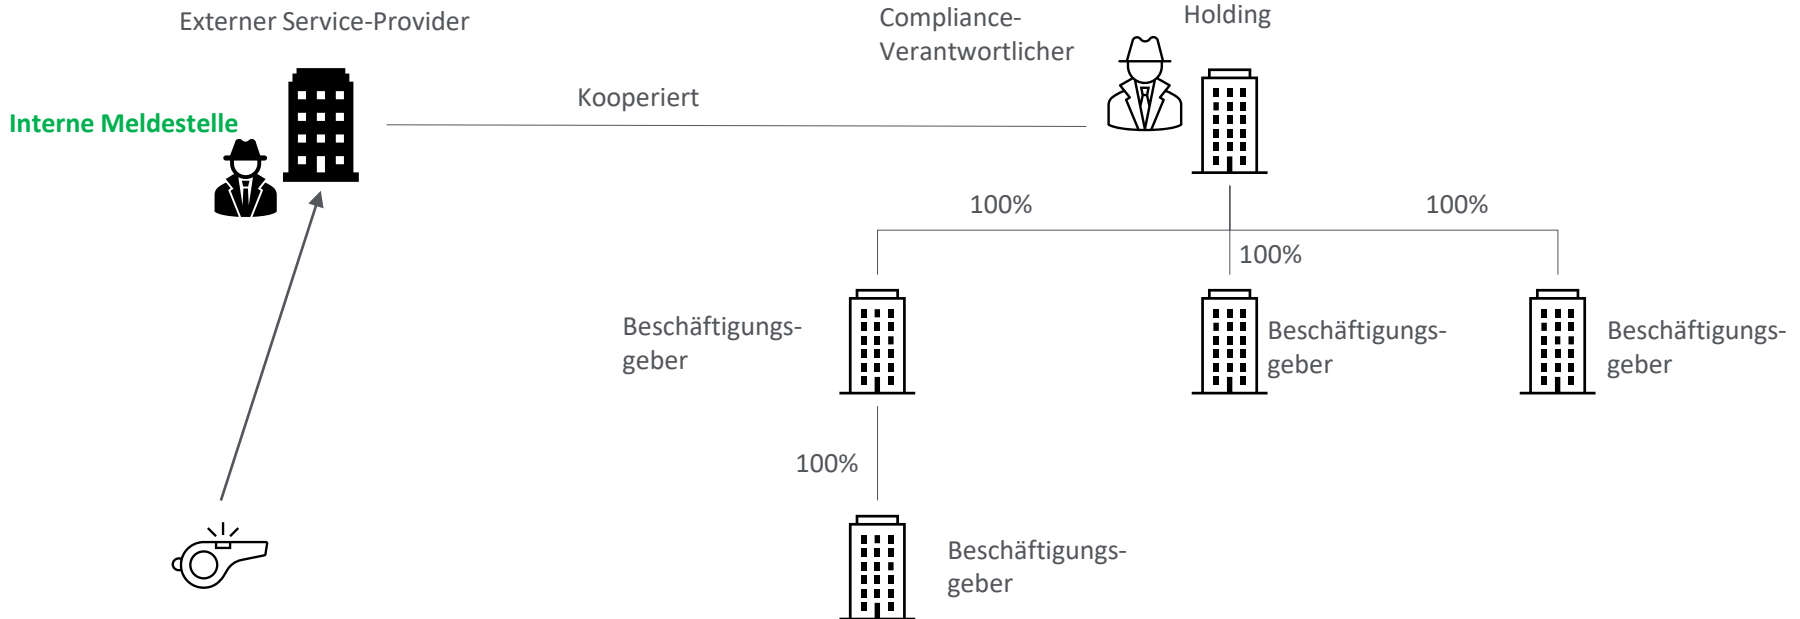 Externer Service-Provider
Compliance-
Verantwortlicher
Holding
Kooperiert
Interne Meldestelle
100%
100%
100%
Beschäftigungs-
geber
Beschäftigungs-
geber
Beschäftigungs-
geber
100%
Beschäftigungs-
geber